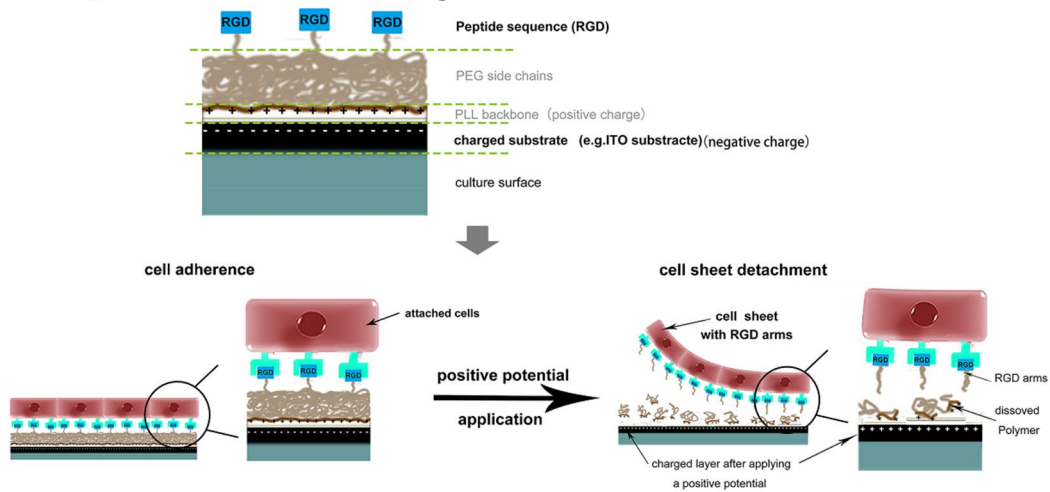 RGD RGD RGD
Peptide sequence (RGD)
PEG side chains
PLL backbone (positive charge)
charged substrate (e.g.ITO substracte)(negative charge)
culture surface
cell adherence
cell sheet detachment
attached cells
RGD RGD RGD
positive potential
application
cell sheet
with RGD arms
RGD RGD RGD
RGD arms
dissoved
Polymer
charged layer after applying
a positive potential